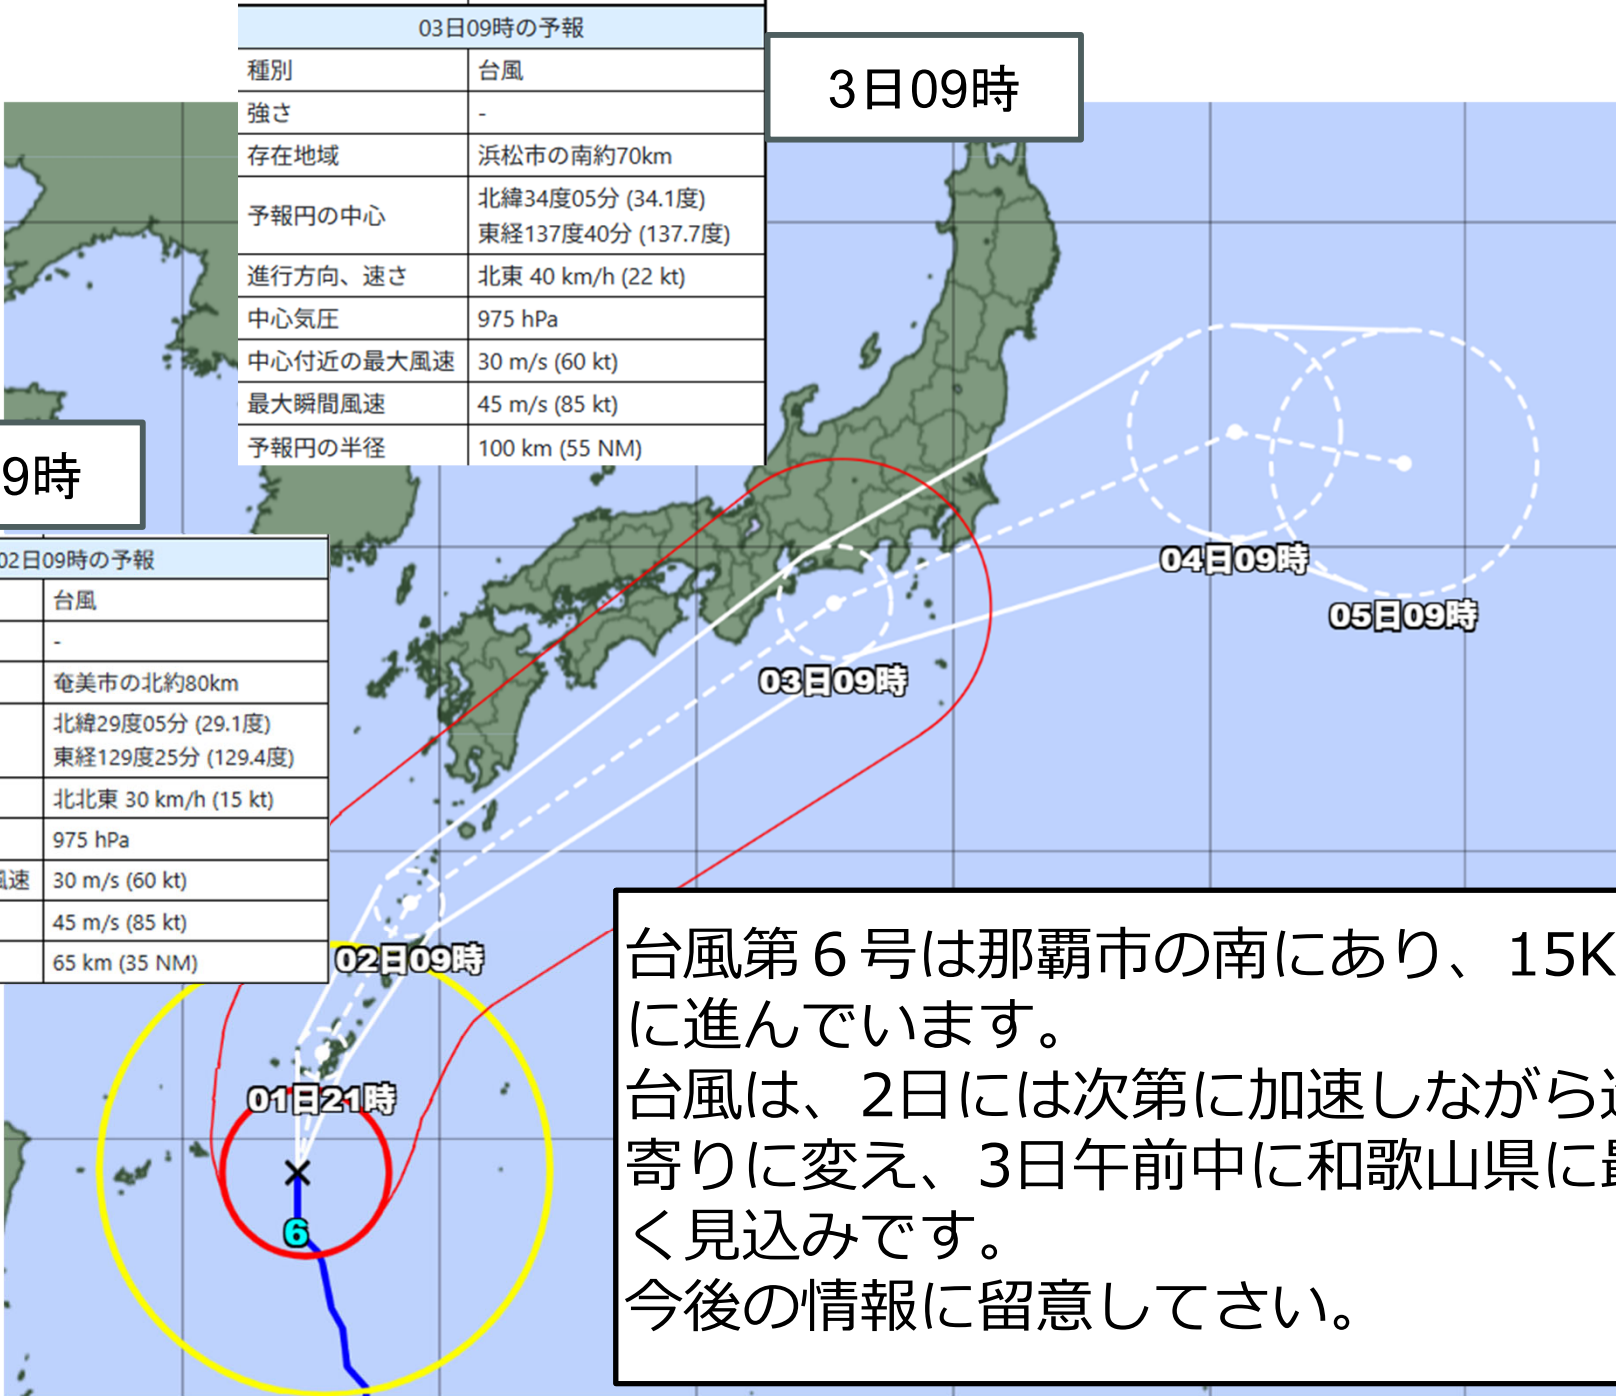 03日09時の予報
種別 台風
強さ -
存在地域 浜松市の南約70km
予報円の中心 北緯34度05分 (34.1度)
東経137度40分 (137.7度)
進行方向、速さ 北東 40 km/h (22 kt)
中心気圧 975 hPa
中心付近の最大風速 30 m/s (60 kt)
最大瞬間風速 45 m/s (85 kt)
予報円の半径 100 km (55 NM)
3日09時
9時
02日09時の予報
台風
-
奄美市の北約80km
北緯29度05分 (29.1度)
東経129度25分 (129.4度)
北北東 30 km/h (15 kt)
975 hPa
風速 30 m/s (60 kt)
45 m/s (85 kt)
65 km (35 NM)
04日09時
05日09時
03日09時
02日09時
01日21時
6
台風第６号は那覇市の南にあり、15K
に進んでいます。
台風は、2日には次第に加速しながら
寄りに変え、3日午前中に和歌山県に最
く見込みです。
今後の情報に留意してさい。